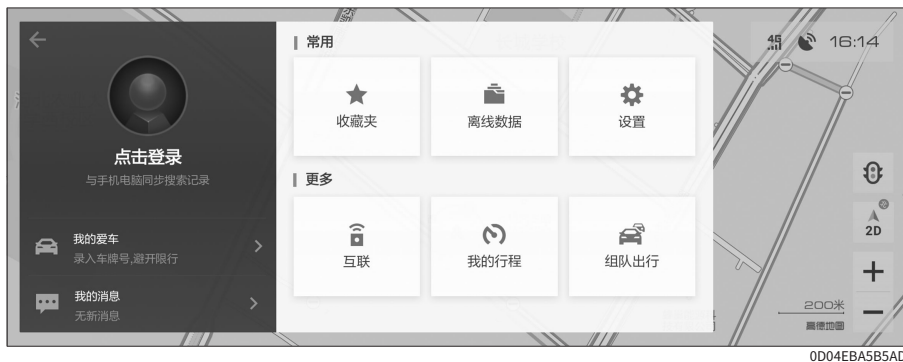 常用
4G
16:14
收藏夹
离线数据
设置
点击登录
与手机电脑同步搜索记录
更多
我的爱车
录入车牌号,避开限行
2D
互联
我的行程
组队出行
我的消息
无新消息
200米
高德地图
0D04EBA5B5AD